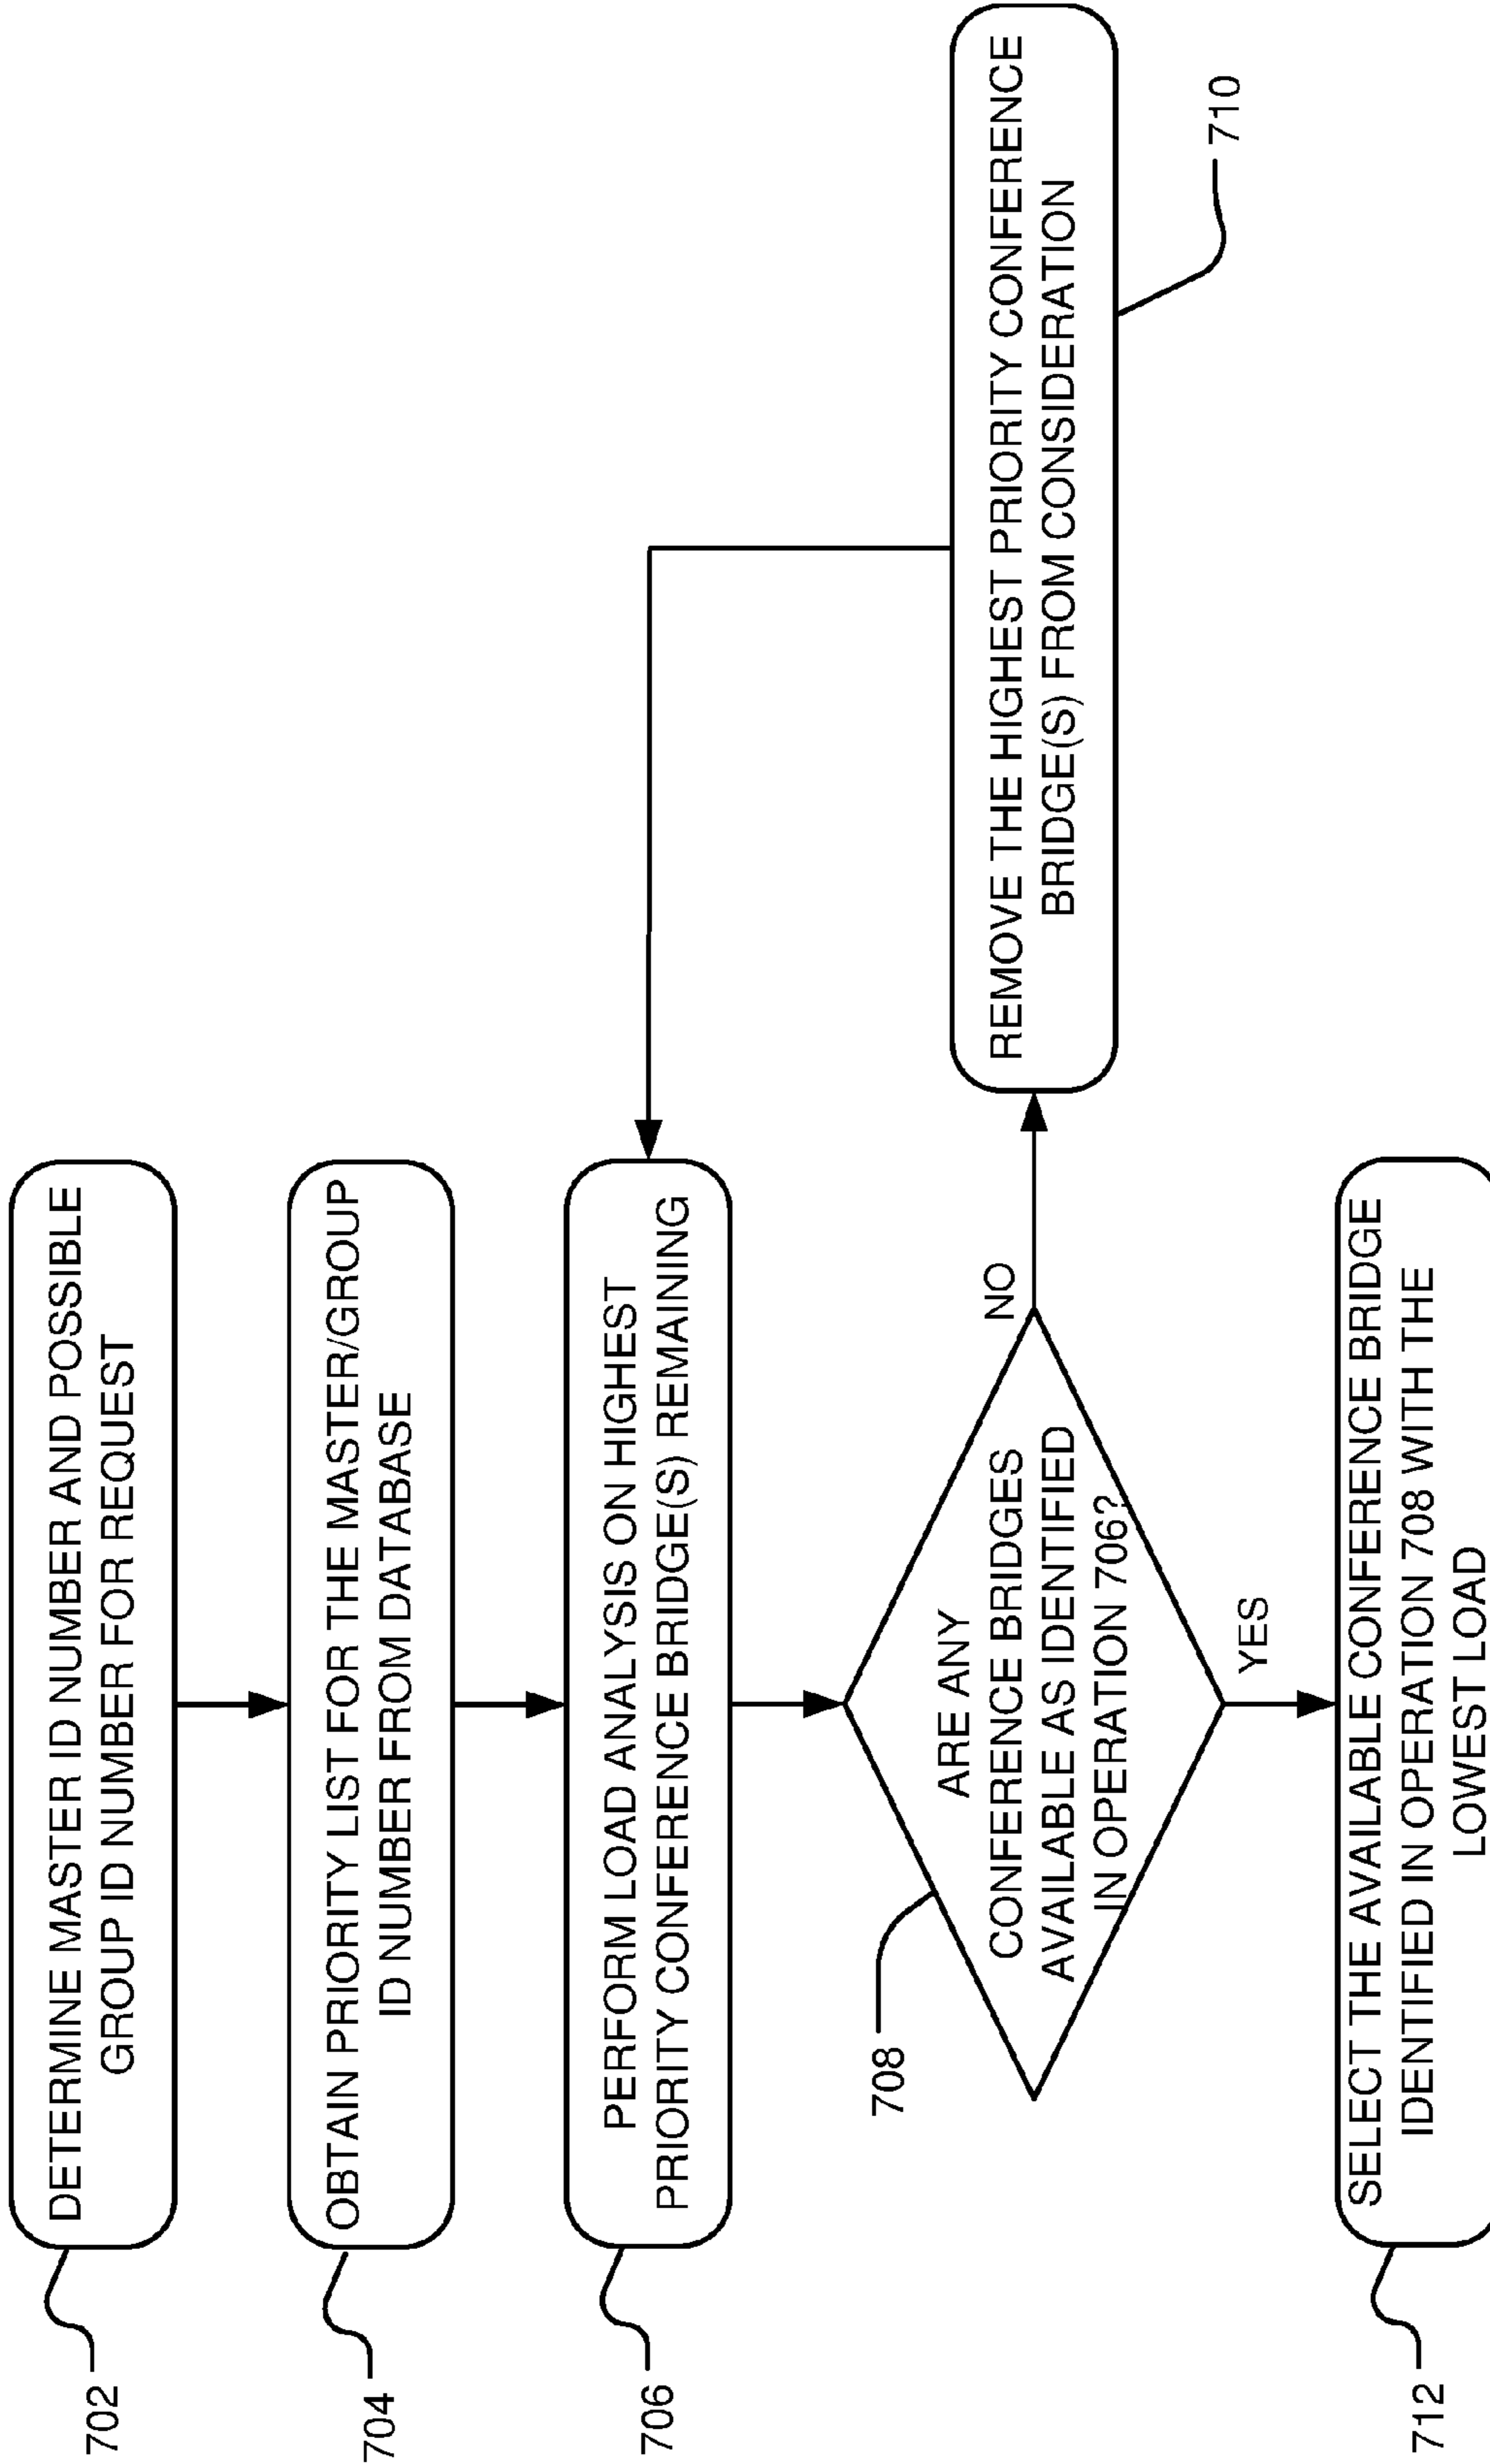 702
DETERMINE MASTER ID NUMBER AND POSSIBLE
GROUP ID NUMBER FOR REQUEST
704
OBTAIN PRIORITY LIST FOR THE MASTER/GROUP
ID NUMBER FROM DATABASE
706
PERFORM LOAD ANALYSIS ON HIGHEST
PRIORITY CONFERENCE BRIDGE(S) REMAINING
708
ARE ANY
CONFERENCE BRIDGES
AVAILABLE AS IDENTIFIED
IN OPERATION 706?
NO
REMOVE THE HIGHEST PRIORITY CONFERENCE
BRIDGE(S) FROM CONSIDERATION
710
YES
712
SELECT THE AVAILABLE CONFERENCE BRIDGE
IDENTIFIED IN OPERATION 708 WITH THE
LOWEST LOAD